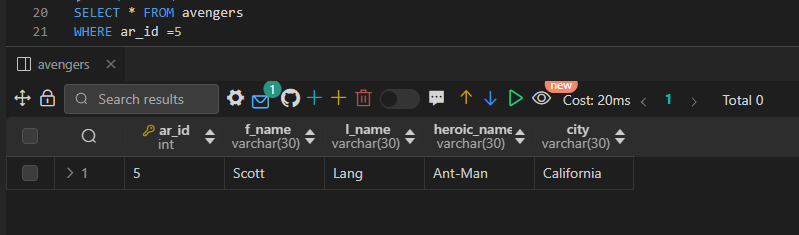 20 SELECT * FROM avengers
21 WHERE ar_id =5
avengers
Search results 1 new Cost: 20ms 1 Total 0
ar_id f_name l_name heroic_name city
int varchar(30) varchar(30) varchar(30) varchar(30)
1 5 Scott Lang Ant-Man California